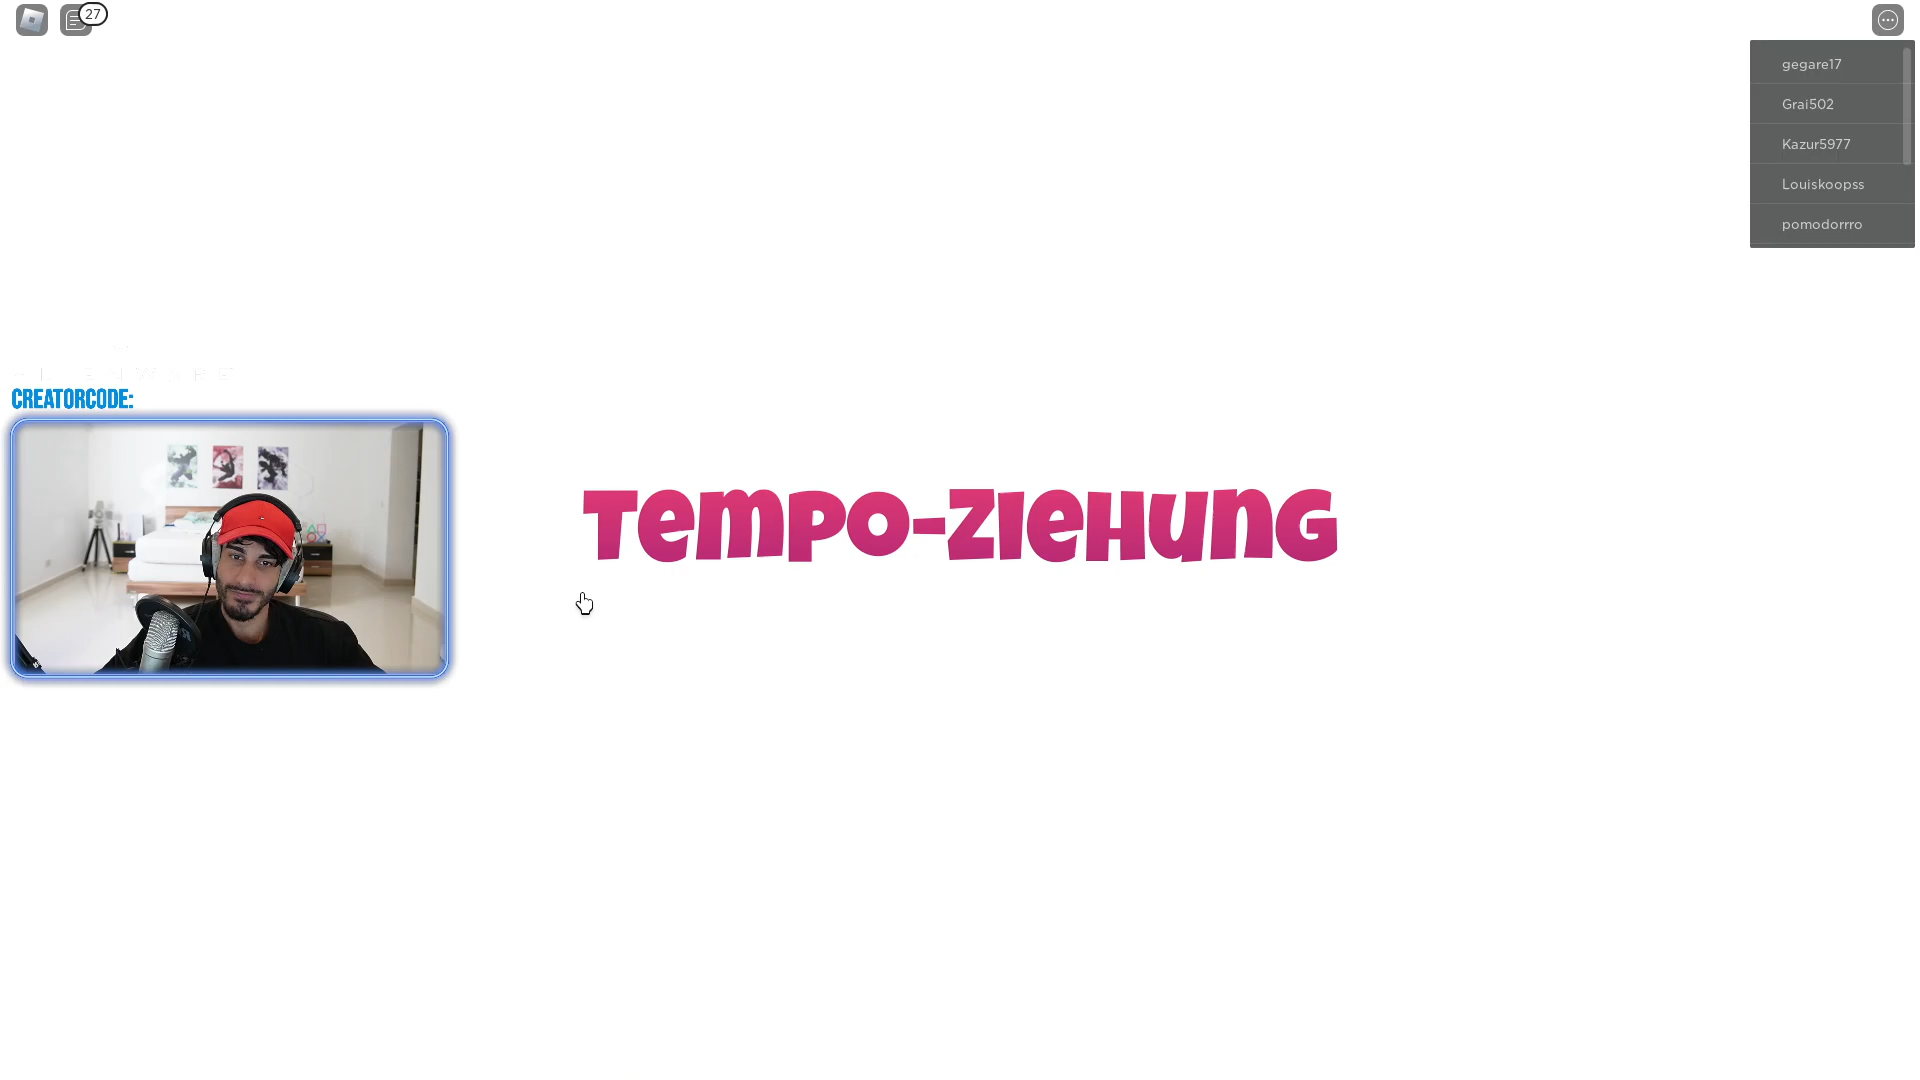 27
gegare17
Grai502
Kazur5977
Louiskoopss
pomodorrro
CREATORCODE:
Tempo-Ziehung